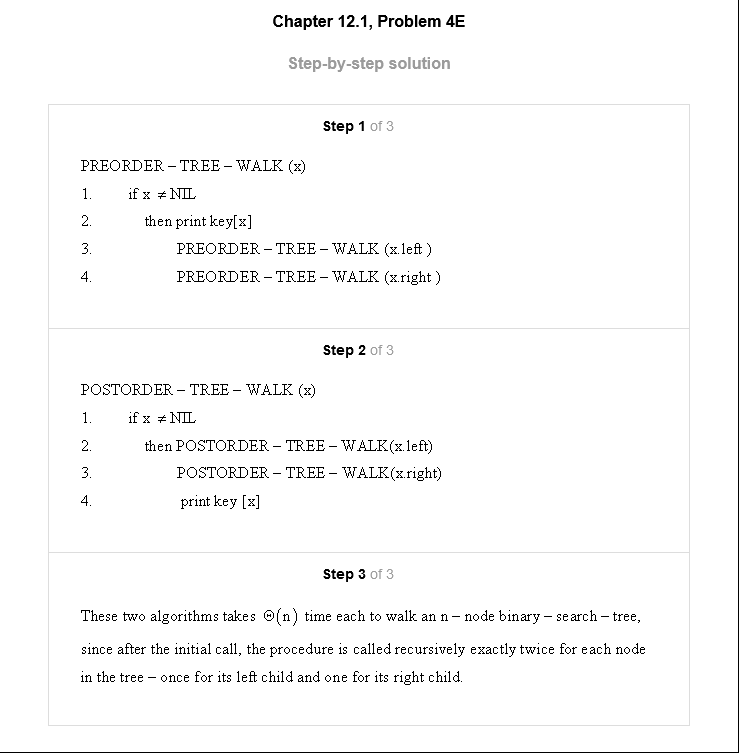 Chapter 12.1, Problem 4E
Step-by-step solution
Step 1 of 3
PREORDER – TREE – WALK (x)
1. if x ≠ NIL
2. then print key[x]
3. PREORDER – TREE – WALK (x.left )
4. PREORDER – TREE – WALK (x.right )
Step 2 of 3
POSTORDER – TREE – WALK (x)
1. if x ≠ NIL
2. then POSTORDER – TREE – WALK(x.left)
3. POSTORDER – TREE – WALK(x.right)
4. print key [x]
Step 3 of 3
These two algorithms takes Θ(n) time each to walk an n – node binary – search – tree,
since after the initial call, the procedure is called recursively exactly twice for each node
in the tree – once for its left child and one for its right child.